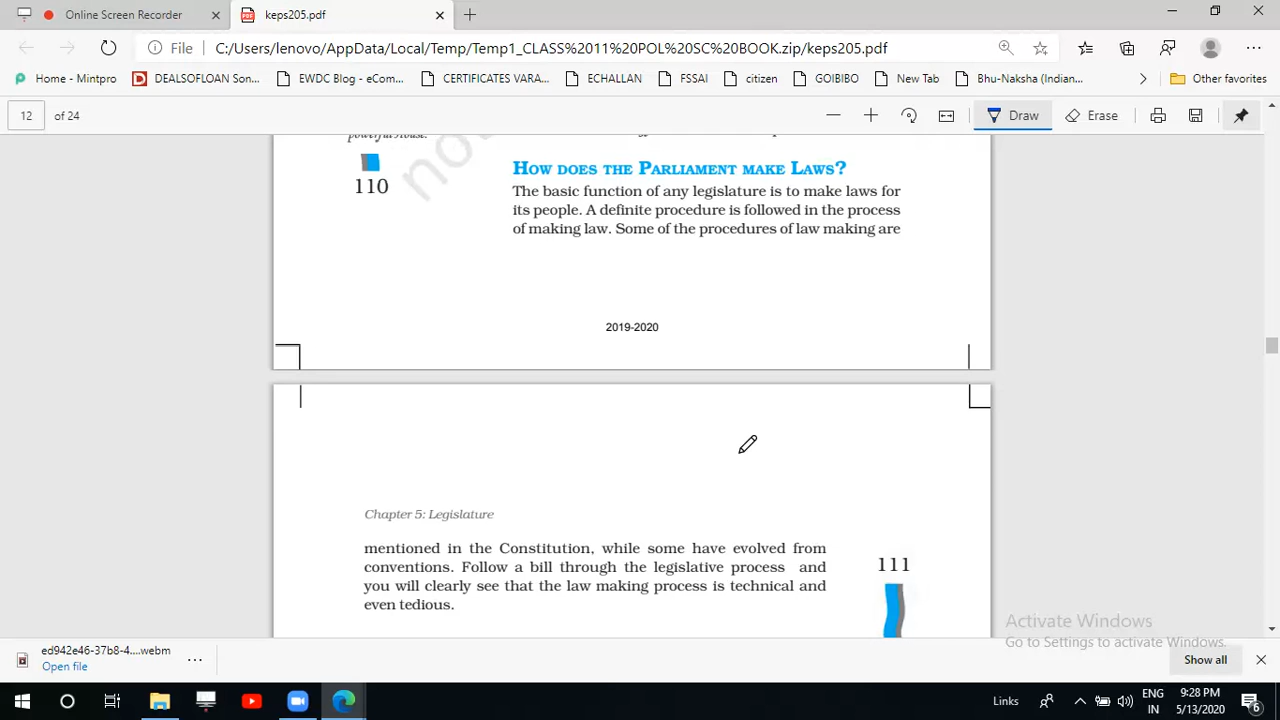 Online Screen Recorder
keps205.pdf
File
C:/Users/lenovo/AppData/Local/Temp/Temp1_CLASS%2011%20POL%20SC%20BOOK.zip/keps205.pdf
Home - Mintpro
DEALSOFLOAN Son...
EWDC Blog - eCom...
CERTIFICATES VARA...
ECHALLAN
FSSAI
citizen
GOIBIBO
New Tab
Bhu-Naksha (Indian...
Other favorites
12 of 24
Draw
Erase
powerful House.
not
110
How does the Parliament make Laws?
The basic function of any legislature is to make laws for
its people. A definite procedure is followed in the process
of making law. Some of the procedures of law making are
2019-2020
Chapter 5: Legislature
mentioned in the Constitution, while some have evolved from
conventions. Follow a bill through the legislative process and
you will clearly see that the law making process is technical and
even tedious.
111
Activate Windows
Go to Settings to activate Windows.
ed942e46-37b8-4....webm
Open file
Show all
Links
ENG
IN
9:28 PM
5/13/2020
6